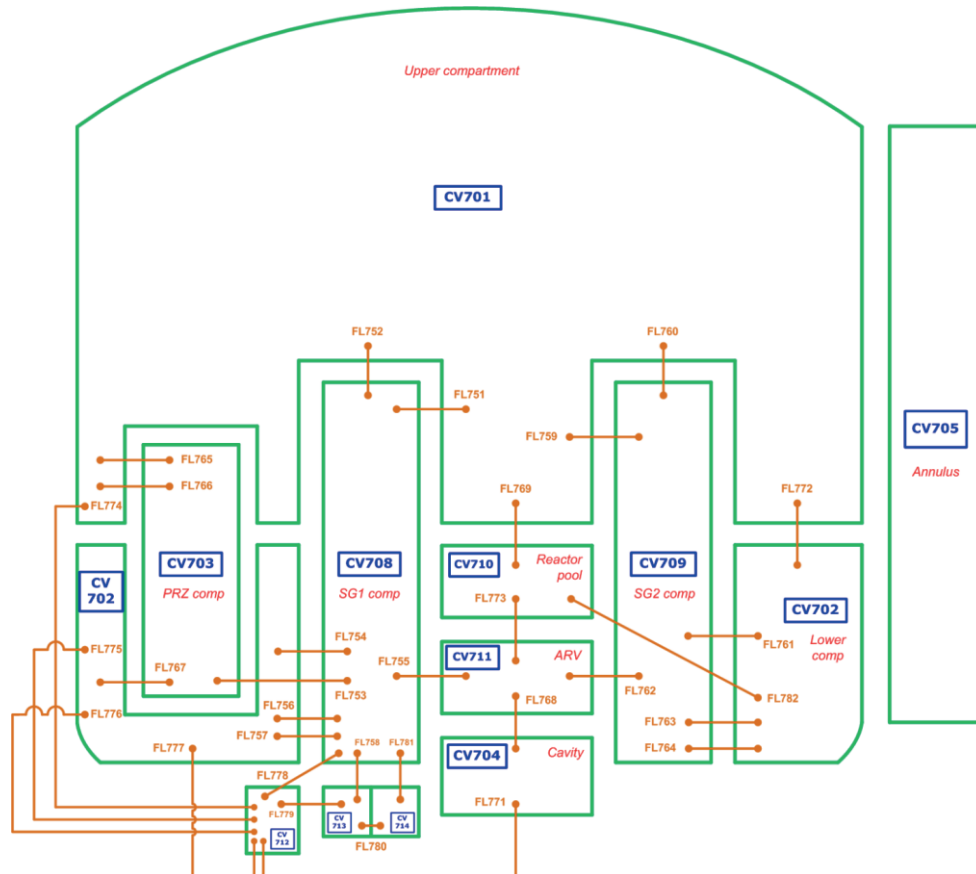 Upper compartment
CV701
FL752
FL760
FL751
FL759
CV705
FL765
FL766
Annulus
FL774
FL769
FL772
CV703
CV708
CV710
Reactor
pool
CV709
CV
702
PRZ comp
SG1 comp
SG2 comp
FL773
CV702
FL754
FL775
FL755
CV711
ARV
Lower
comp
FL761
FL767
FL753
FL768
FL762
FL782
FL776
FL756
FL763
FL757
FL777
FL758
FL781
CV704
Cavity
FL764
FL778
FL779
FL771
CV
713
CV
714
CV
712
FL780